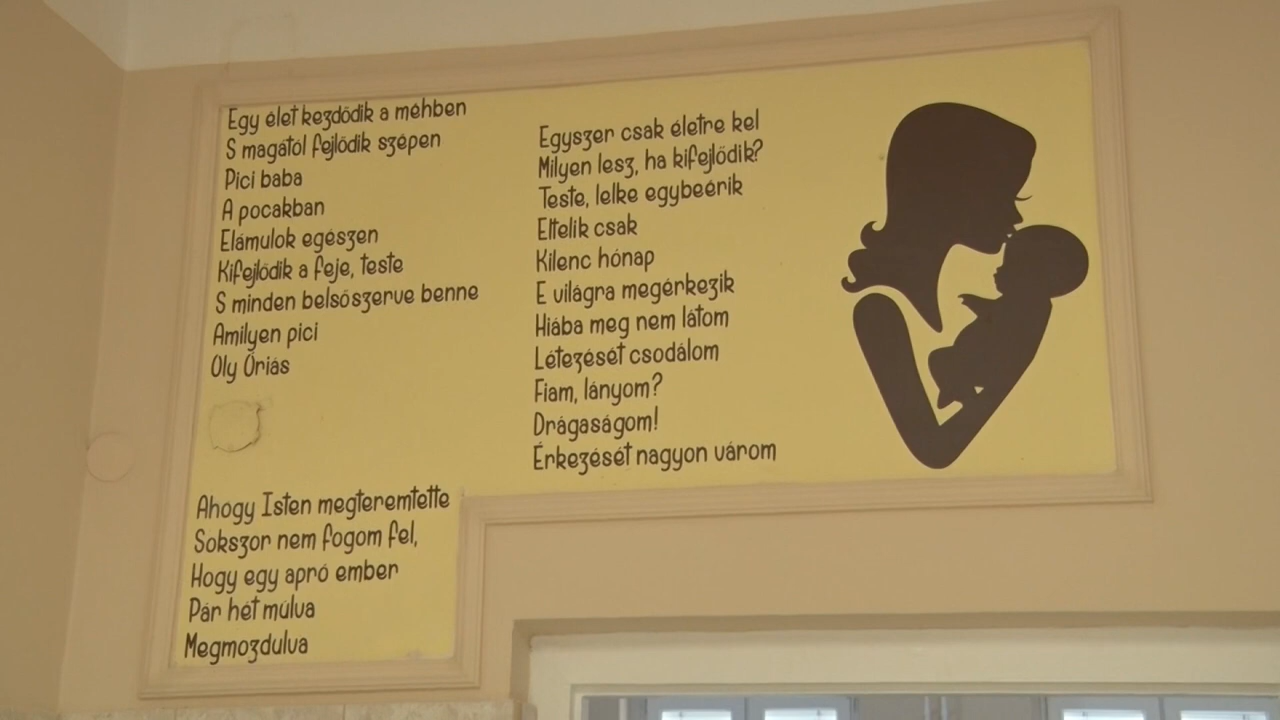 Egy élet kezdődik a méhben
S magától fejlődik szépen
Pici baba
A pocakban
Elámulok egészen
Kifejlődik a feje, teste
S minden belsőszerve benne
Amilyen pici
Oly Óriás
Ahogy Isten megteremtette
Sokszor nem fogom fel,
Hogy egy apró ember
Pár hét múlva
Megmozdulva
Egyszer csak életre kel
Milyen lesz, ha kifejlődik?
Teste, lelke egybeérik
Eltelik csak
Kilenc hónap
E világra megérkezik
Hiába meg nem látom
Létezését csodálom
Fiam, lányom?
Drágaságom!
Érkezését nagyon várom